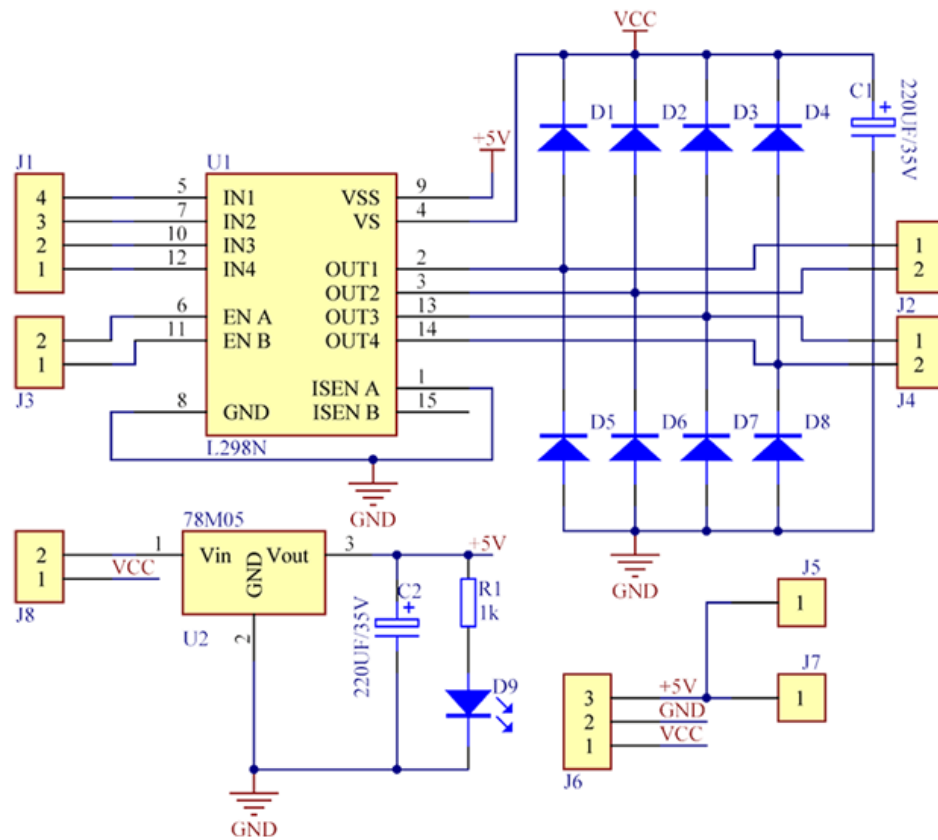 VCC
D1
D2
D3
D4
C1
+
220UF/35V
+5V
J1
4
3
2
1
U1
5
7
10
12
IN1
IN2
IN3
IN4
VSS
VS
9
4
OUT1
OUT2
OUT3
OUT4
2
3
13
14
1
2
J2
J3
2
1
6
11
EN A
EN B
1
2
J4
8
GND
ISEN A
ISEN B
1
15
L298N
GND
D5
D6
D7
D8
GND
78M05
J8
2
1
VCC
1
Vin
GND
Vout
3
2
U2
+5V
C2
+
220UF/35V
R1
1k
D9
GND
J5
1
J7
1
J6
3
2
1
+5V
GND
VCC